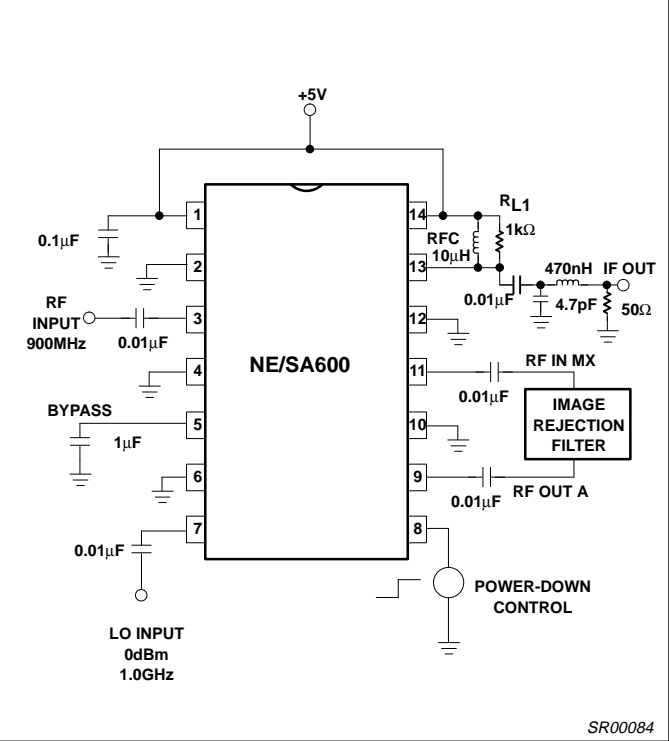 +5V
1
14
RL1
1kΩ
RFC
10µH
0.1µF
2
13
470nH
IF OUT
0.01µF
4.7pF
50Ω
RF
INPUT
900MHz
0.01µF
3
12
NE/SA600
4
11
RF IN MX
0.01µF
IMAGE
REJECTION
FILTER
BYPASS
1µF
5
10
6
9
0.01µF
RF OUT A
7
8
0.01µF
POWER-DOWN
CONTROL
LO INPUT
0dBm
1.0GHz
SR00084